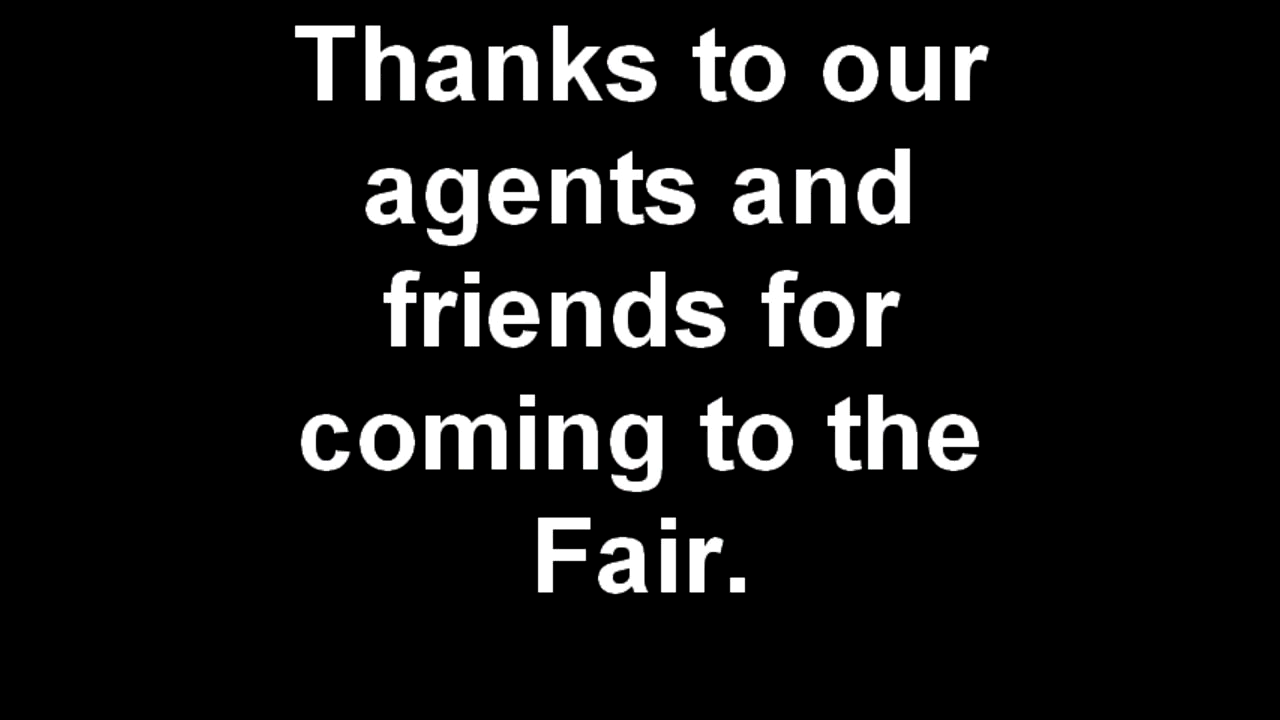 Thanks to our
agents and
friends for
coming to the
Fair.